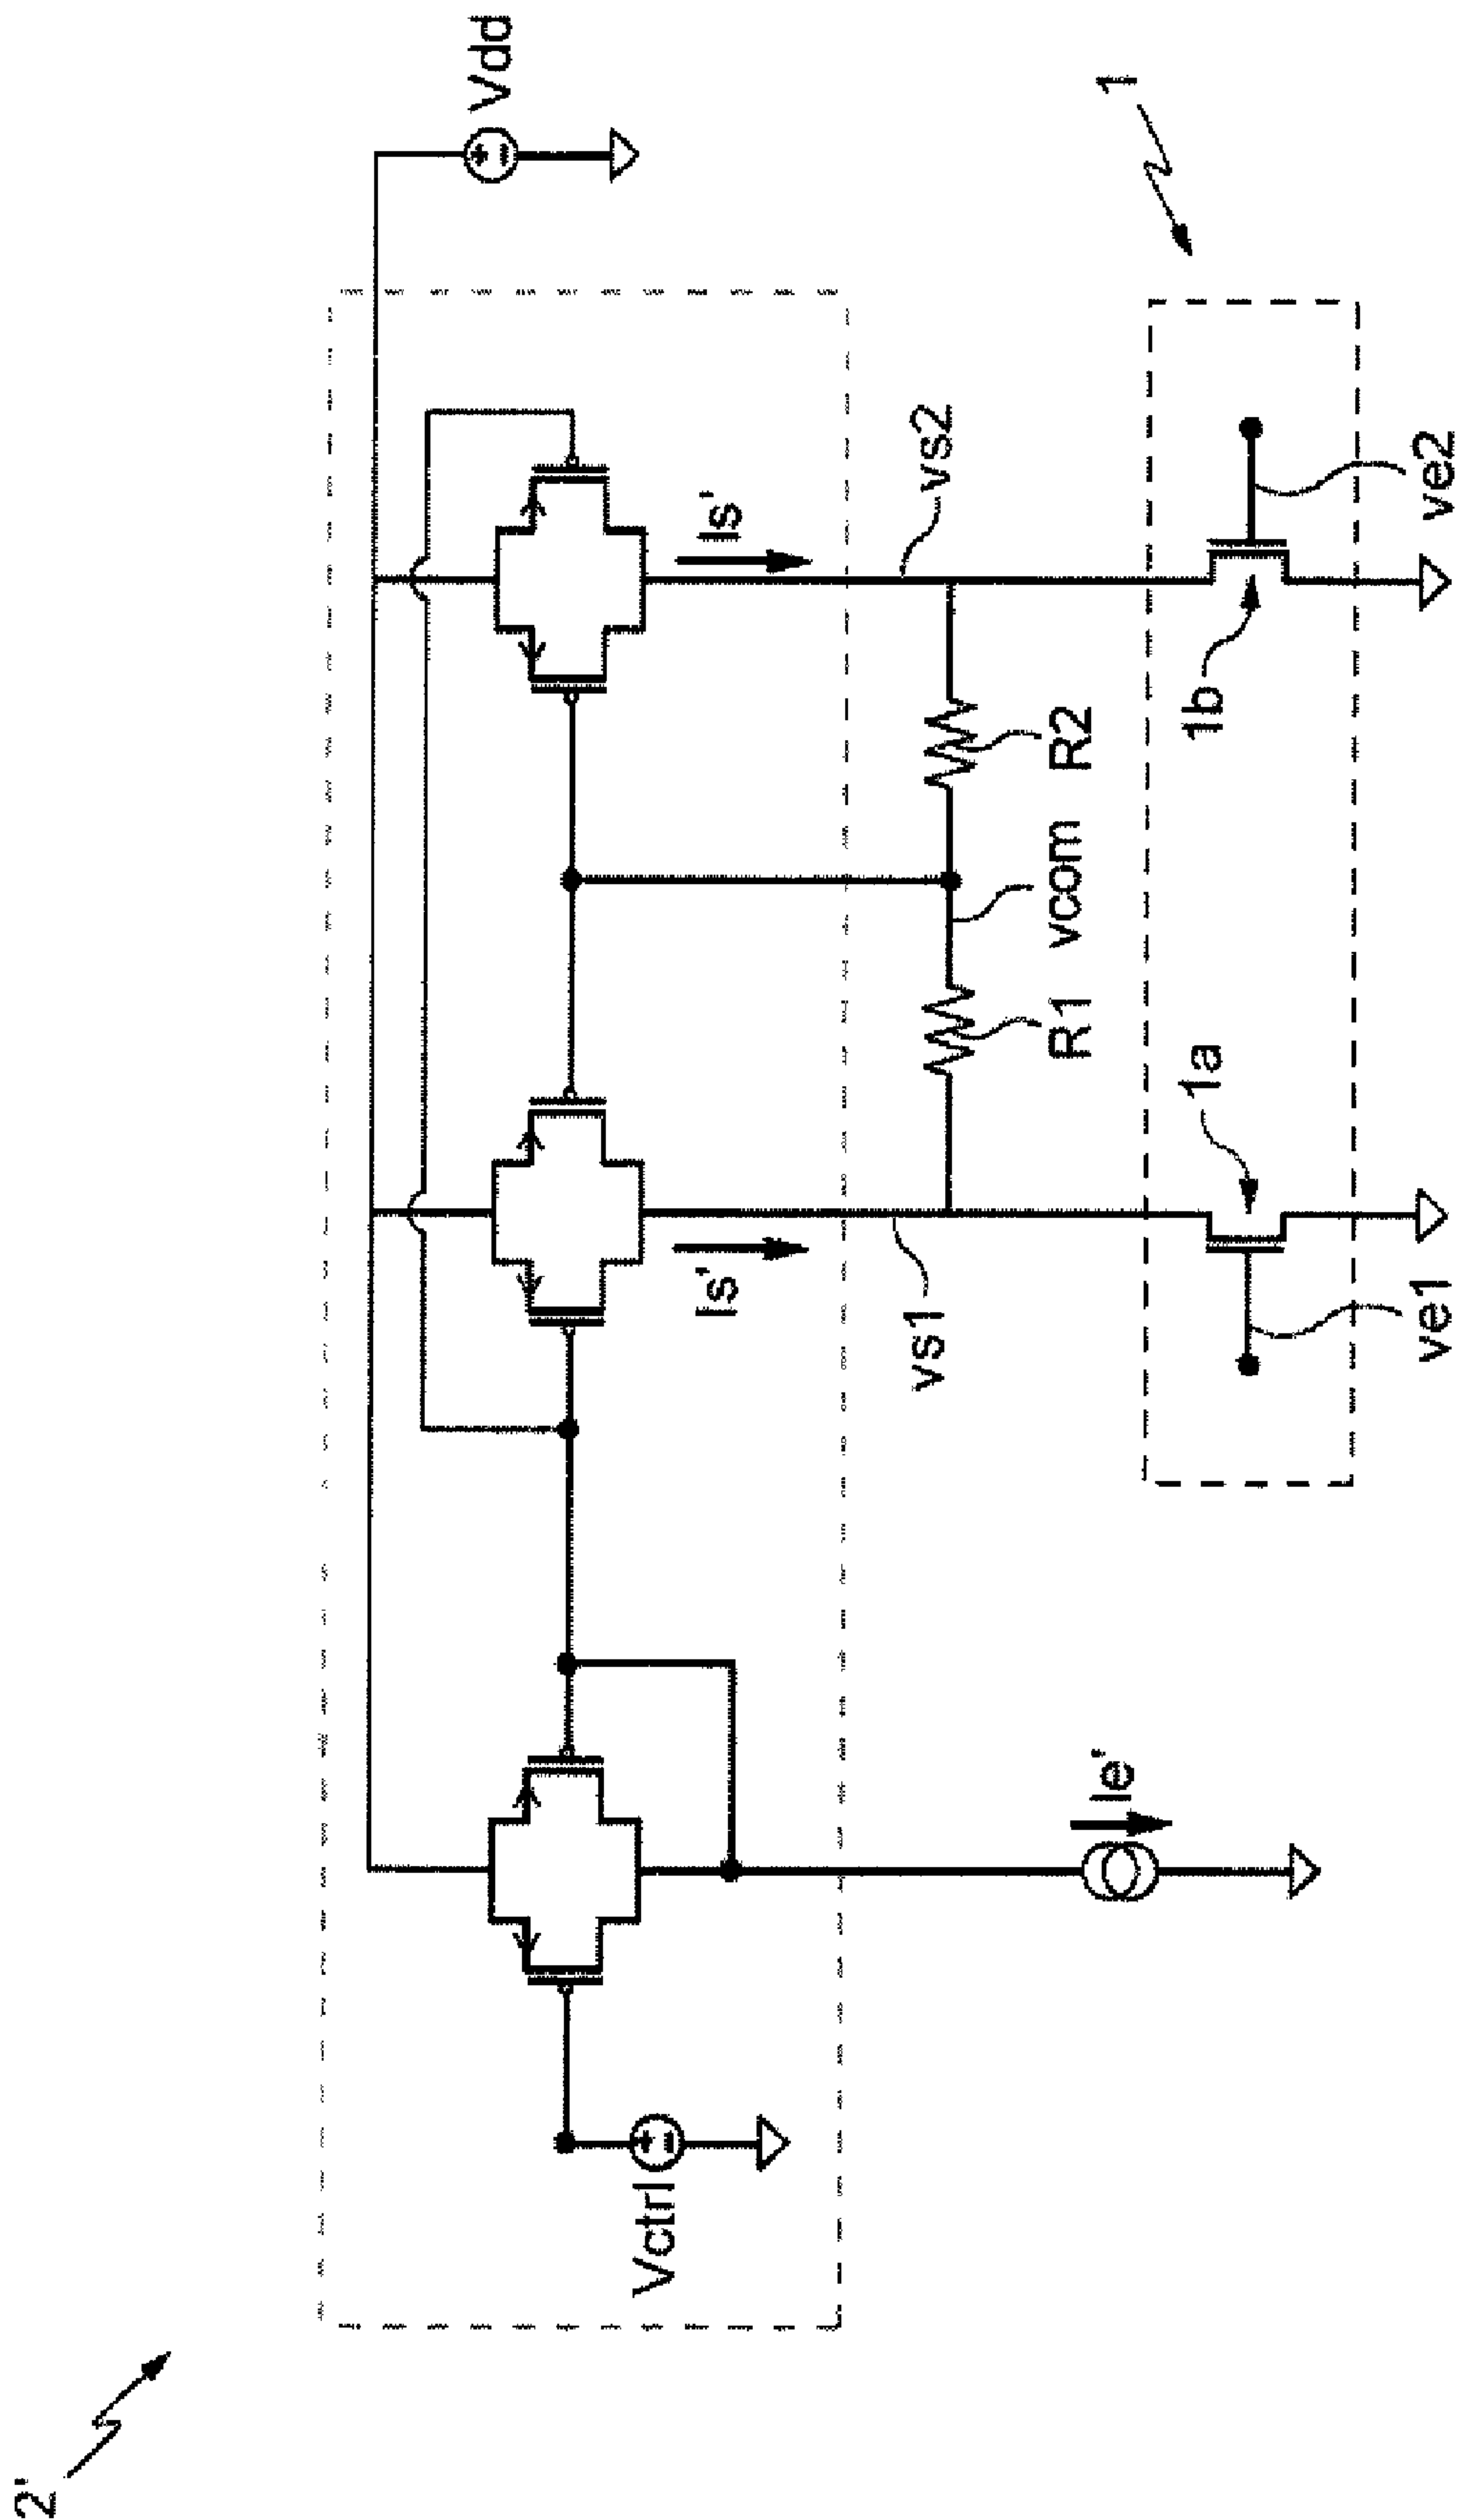 2'
Vdd
1
Vctrl
Is'
Is'
vs1
vs2
R1
vcom
R2
Ie'
1a
1b
ve1
ve2